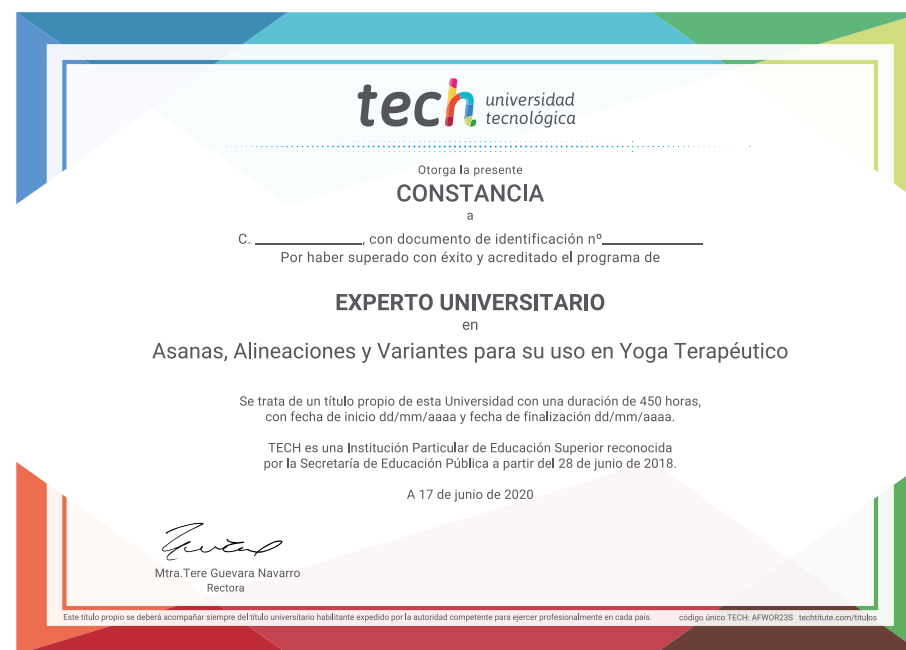 tech universidad
tecnológica
Otorga la presente
CONSTANCIA
a
C. ____________, con documento de identificación nº____________
Por haber superado con éxito y acreditado el programa de
EXPERTO UNIVERSITARIO
en
Asanas, Alineaciones y Variantes para su uso en Yoga Terapéutico
Se trata de un título propio de esta Universidad con una duración de 450 horas,
con fecha de inicio dd/mm/aaaa y fecha de finalización dd/mm/aaaa.
TECH es una Institución Particular de Educación Superior reconocida
por la Secretaría de Educación Pública a partir del 28 de junio de 2018.
A 17 de junio de 2020
Mtra.Tere Guevara Navarro
Rectora
Este título propio se deberá acompañar siempre del título universitario habilitante expedido por la autoridad competente para ejercer profesionalmente en cada país. código único TECH: AFWOR23S techtitute.com/titulos